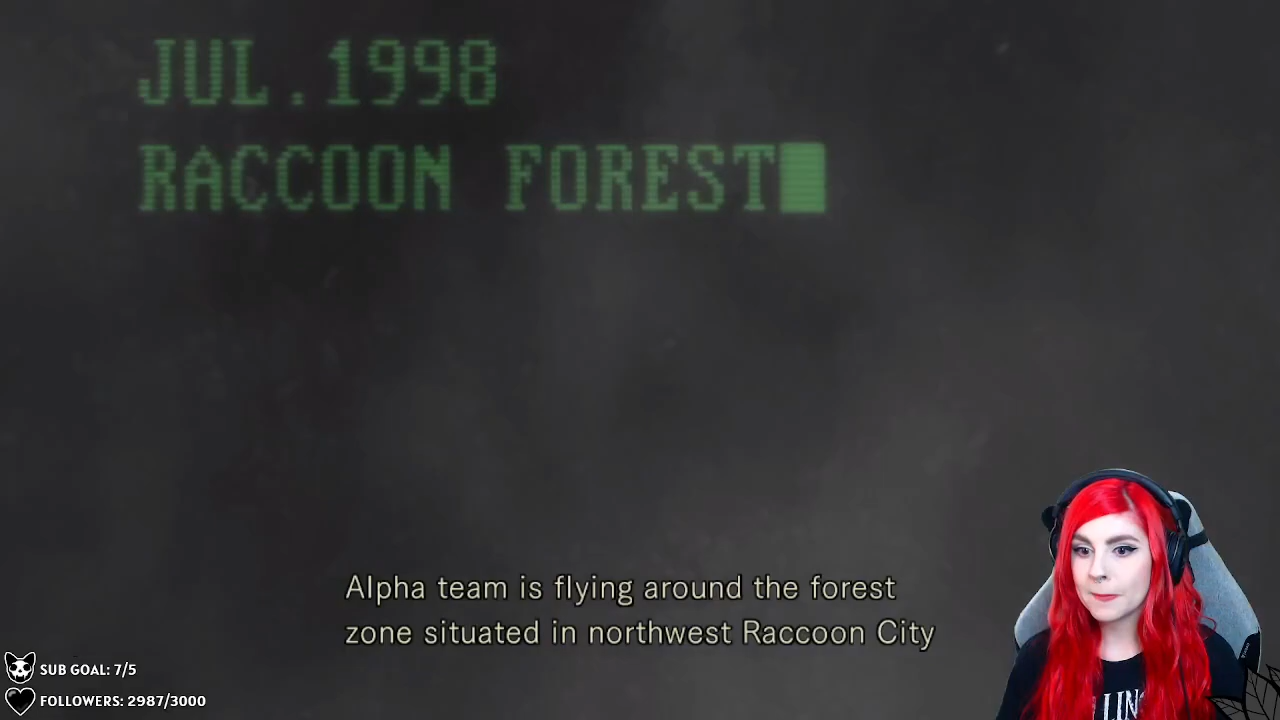 JUL.1998
RACCOON FOREST
Alpha team is flying around the forest
zone situated in northwest Raccoon City
SUB GOAL: 7/5
FOLLOWERS: 2987/3000